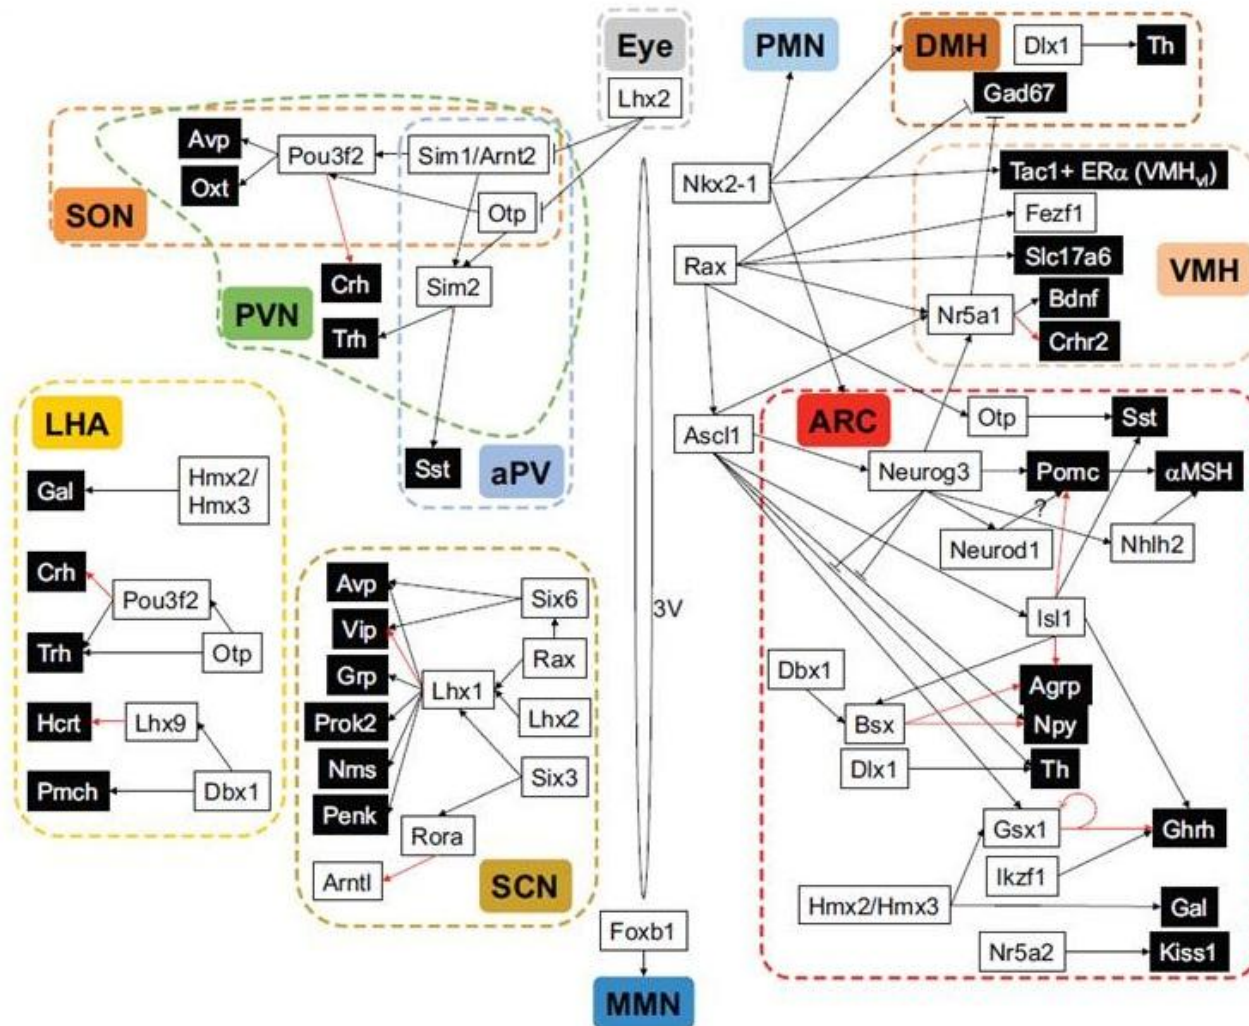 Eye
Lhx2
PMN
DMH
Dlx1
Th
Gad67
Avp
Oxt
Pou3f2
Sim1/Arnt2
Otp
SON
Sim2
Crh
Trh
PVN
Sst
aPV
Nkx2-1
Rax
Tac1+ ERα (VMHvl)
Fezf1
Slc17a6
VMH
Nr5a1
Bdnf
Crhr2
LHA
Gal
Hmx2/
Hmx3
Crh
Pou3f2
Trh
Otp
Hcrt
Lhx9
Pmch
Dbx1
Avp
Six6
Vip
Rax
Grp
Lhx1
Prok2
Lhx2
Nms
Six3
Penk
Rora
Arntl
SCN
3V
Foxb1
MMN
ARC
Ascl1
Otp
Sst
Neurog3
Pomc
αMSH
?
Neurod1
Nhlh2
Isl1
Dbx1
Agrp
Bsx
Npy
Dlx1
Th
Gsx1
Ghrh
Ikzf1
Hmx2/Hmx3
Gal
Nr5a2
Kiss1